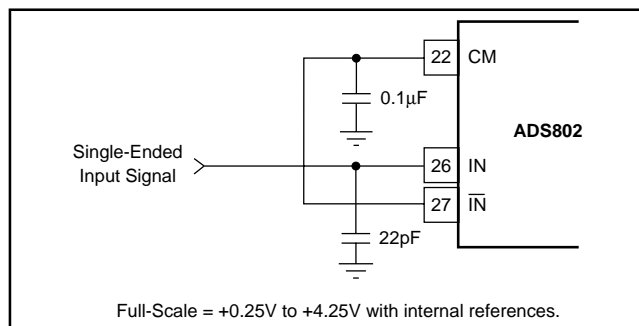 22 CM
0.1µF
ADS802
Single-Ended
Input Signal
26 IN
27 I̅N̅
22pF
Full-Scale = +0.25V to +4.25V with internal references.